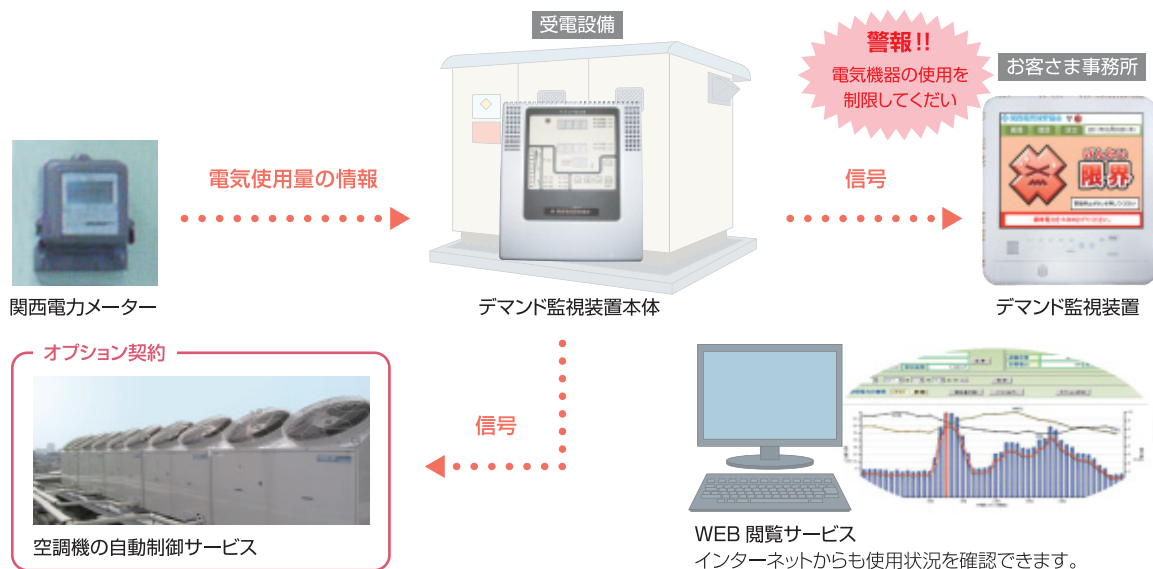 受電設備
警報!!
電気機器の使用を
制限してくだい
お客さま事務所
電気使用量の情報
信号
限界
関西電力メーター
デマンド監視装置本体
デマンド監視装置
オプション契約
信号
空調機の自動制御サービス
WEB 閲覧サービス
インターネットからも使用状況を確認できます。